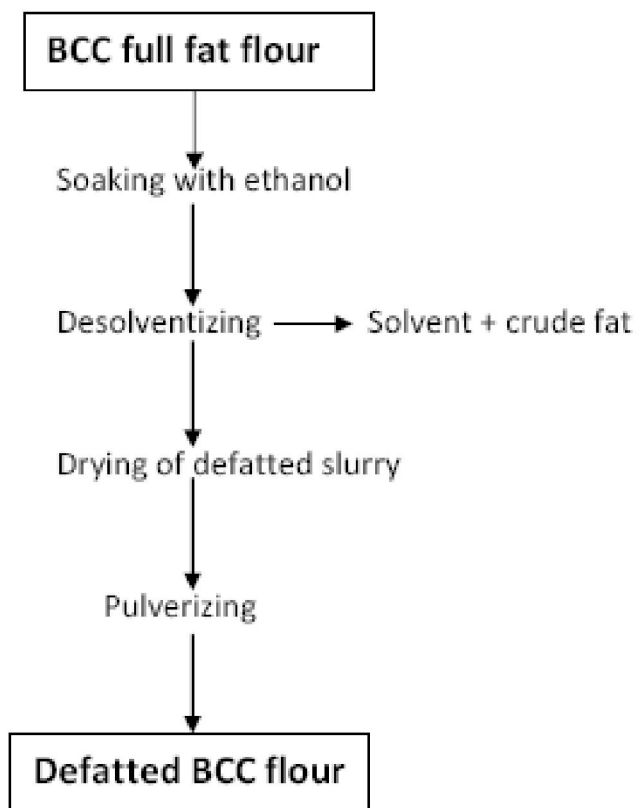 BCC full fat flour
Soaking with ethanol
Desolventizing
Solvent + crude fat
Drying of defatted slurry
Pulverizing
Defatted BCC flour